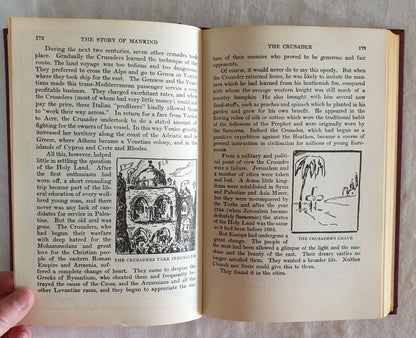 172 THE STORY OF MANKIND
During the next two centuries, seven other crusades took
place. Gradually the Crusaders learned the technique of the
trip. The land voyage was too tedious and too dangerous.
They preferred to cross the Alps and go to Genoa or Venice
where they took ship for the east. The Genoese and the
Venetians made this trans-Mediterranean passenger service a very
profitable business. They charged exorbitant rates, and when
the Crusaders (most of whom had very little money) could not
pay the price, these Italian "profiteers" kindly allowed them
to "work their way across." In return for a fare from Venice
to Acre, the Crusader undertook to do a stated amount of
fighting for the owners of his vessel. In this way Venice greatly
increased her territory along the coast of the Adriatic and in
Greece, where Athens became a Venetian colony, and in the
islands of Cyprus and Crete and Rhodes.
All this, however, helped
little in settling the question
of the Holy Land. After
the first enthusiasm had
worn off, a short crusading
trip became part of the lib-
eral education of every well-
bred young man, and there
never was any lack of candi-
dates for service in Pales-
tine. But the old zeal was
gone. The Crusaders, who
had begun their warfare
with deep hatred for the
Mohammedans and great
love for the Christian people
of the eastern Roman
Empire and Armenia, suf-
fered a complete change of heart. They came to despise the
Greeks of Byzantium, who cheated them and frequently be-
trayed the cause of the Cross, and the Armenians and all the
other Levantine races, and they began to appreciate the vir-
THE CRUSADERS TAKE JERUSALEM
THE CRUSADER 173
tues of their enemies who proved to be generous and fair
opponents.
Of course, it would never do to say this openly. But when
the Crusader returned home, he was likely to imitate the man-
ners which he had learned from his heathenish foe, compared
with whom the average western knight was still much of a
country bumpkin. He also brought with him several new
food-stuffs, such as peaches and spinach which he planted in his
garden and grew for his own benefit. He gave up the barbarous
custom of wearing a load of heavy armour and appeared in the
flowing robes of silk or cotton which were the traditional habit
of the followers of the Prophet and were originally worn by
the Turks. Indeed the Crusades, which had begun as a
punitive expedition against the Heathen, became a course of
general instruction in civilisation for millions of young Euro-
peans.
From a military and politi-
cal point of view the Crusades
were a failure. Jerusalem and
a number of cities were taken
and lost. A dozen little king-
doms were established in Syria
and Palestine and Asia Minor,
but they were re-conquered by
the Turks and after the year
1244 (when Jerusalem became
definitely Turkish) the status
of the Holy Land was the same
as it had been before 1095.
But Europe had undergone a
great change. The people of
the west had been allowed a glimpse of the light and the sun-
shine and the beauty of the east. Their dreary castles no
longer satisfied them. They wanted a broader life. Neither
Church nor State could give this to them.
They found it in the cities.
THE CRUSADER'S GRAVE